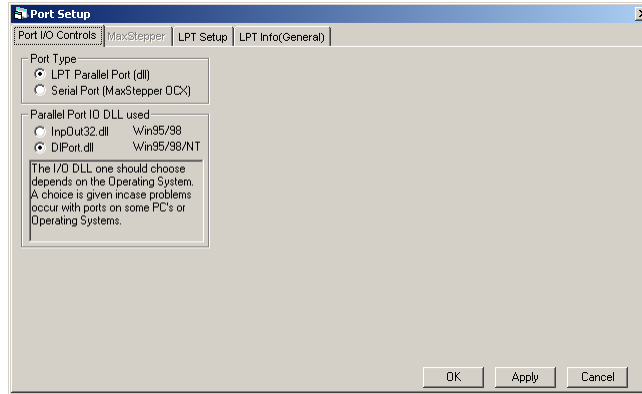 Port Setup
Port I/O Controls MaxStepper LPT Setup LPT Info(General)
Port Type
LPT Parallel Port (dll)
Serial Port (MaxStepper OCX)
Parallel Port IO DLL used
InpOut32.dll Win95/98
DlPort.dll Win95/98/NT
The I/O DLL one should choose
depends on the Operating System.
A choice is given incase problems
occur with ports on some PC's or
Operating Systems.
OK Apply Cancel